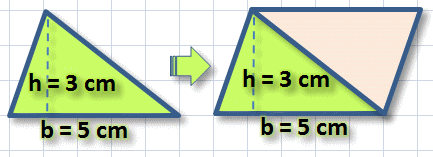 h = 3 cm
b = 5 cm
h = 3 cm
b = 5 cm